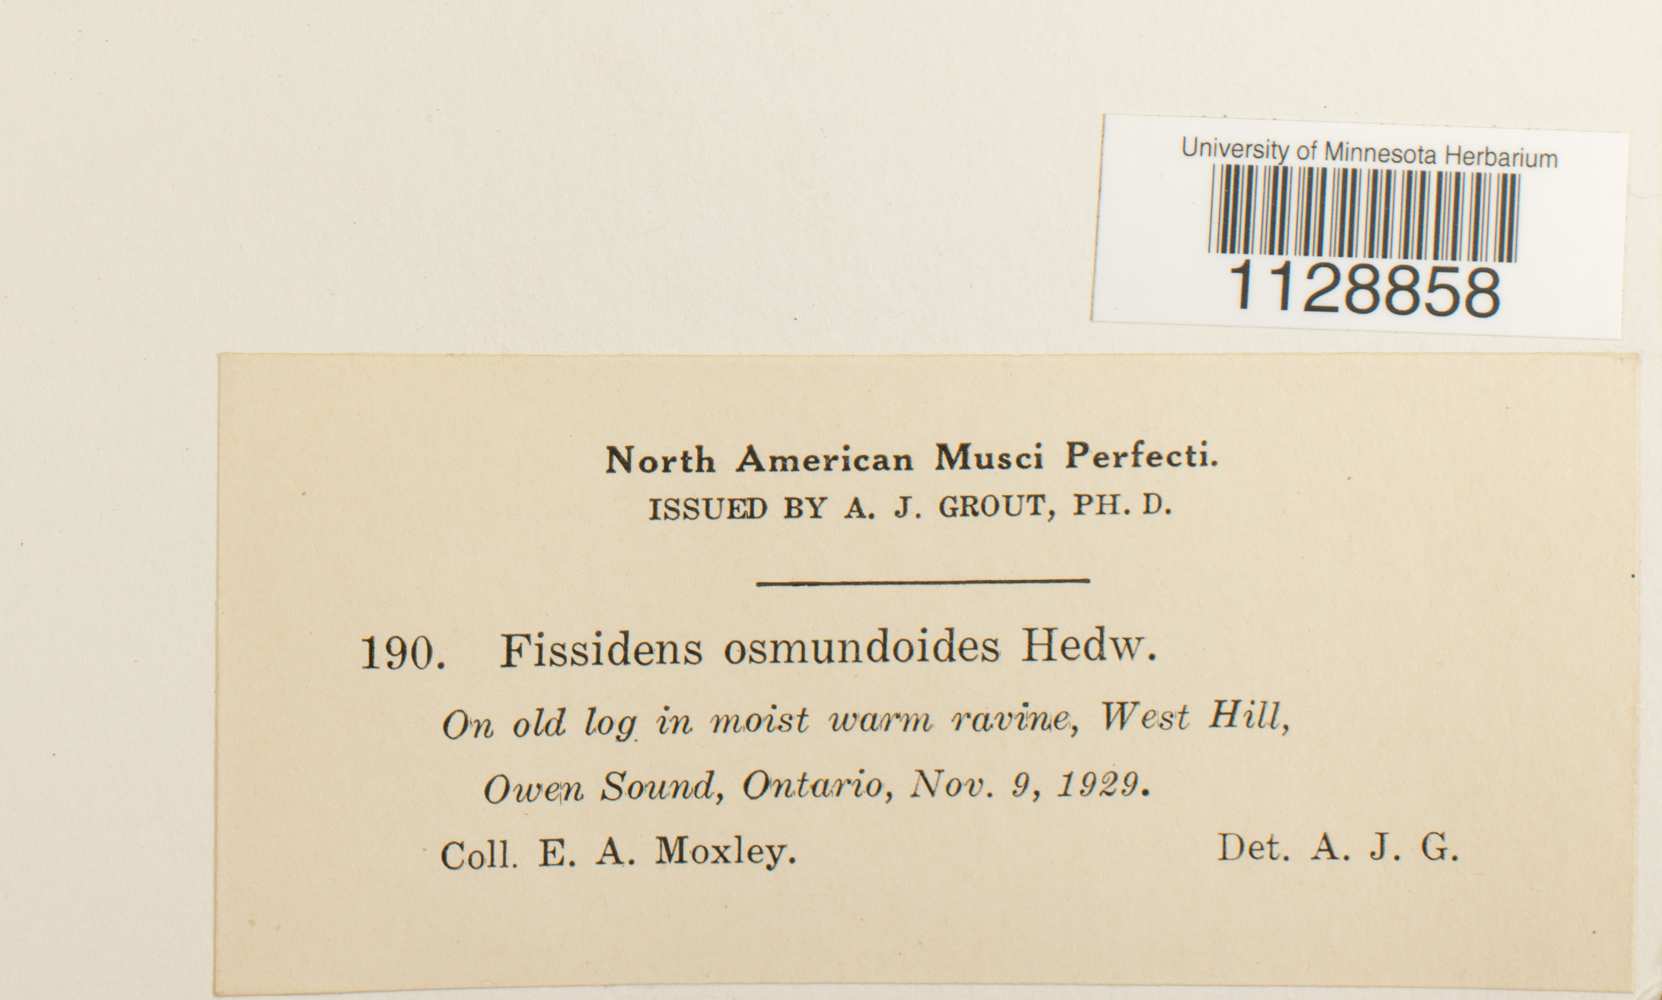 University of Minnesota Herbarium
1128858
North American Musci Perfecti.
ISSUED BY A. J. GROUT, PH. D.
190. Fissidens osmundoides Hedw.
On old log in moist warm ravine, West Hill,
Owen Sound, Ontario, Nov. 9, 1929.
Coll. E. A. Moxley. Det. A. J. G.